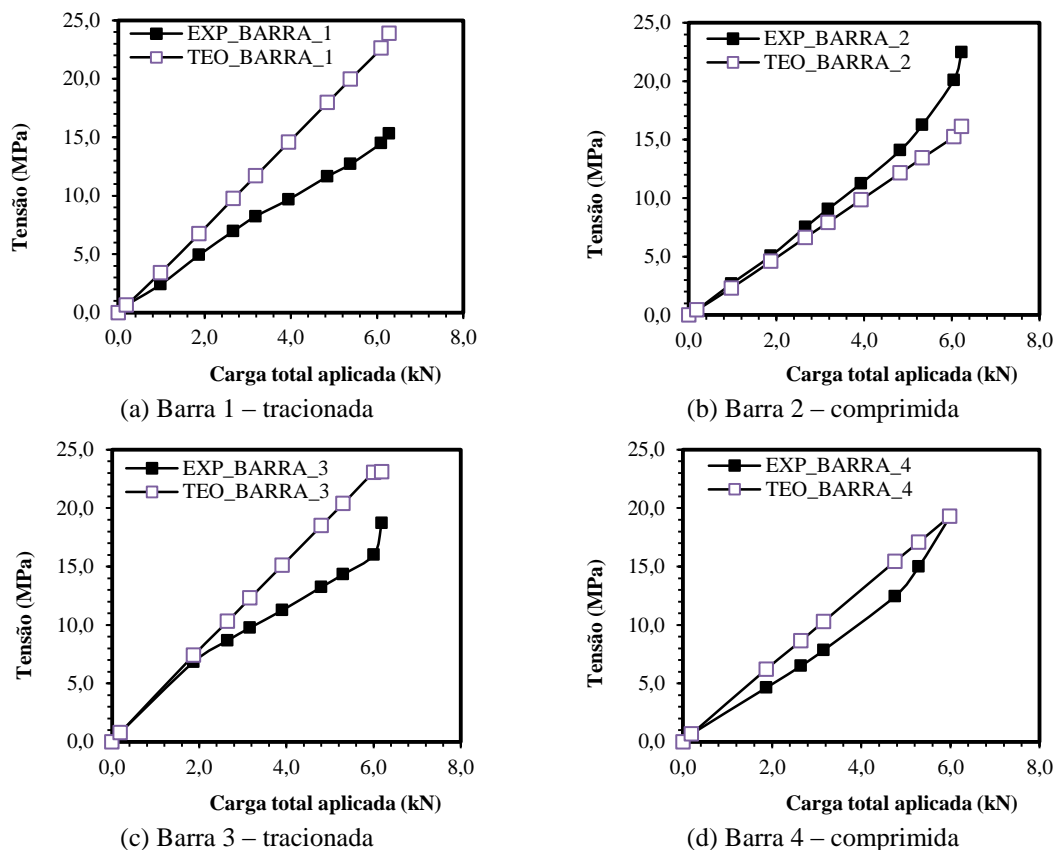 25,0
20,0
15,0
10,0
5,0
0,0
Tensão (MPa)
EXP_BARRA_1
TEO_BARRA_1
0,0 2,0 4,0 6,0 8,0
Carga total aplicada (kN)
(a) Barra 1 – tracionada
25,0
20,0
15,0
10,0
5,0
0,0
Tensão (MPa)
EXP_BARRA_2
TEO_BARRA_2
0,0 2,0 4,0 6,0 8,0
Carga total aplicada (kN)
(b) Barra 2 – comprimida
25,0
20,0
15,0
10,0
5,0
0,0
Tensão (MPa)
EXP_BARRA_3
TEO_BARRA_3
0,0 2,0 4,0 6,0 8,0
Carga total aplicada (kN)
(c) Barra 3 – tracionada
25,0
20,0
15,0
10,0
5,0
0,0
Tensão (MPa)
EXP_BARRA_4
TEO_BARRA_4
0,0 2,0 4,0 6,0 8,0
Carga total aplicada (kN)
(d) Barra 4 – comprimida